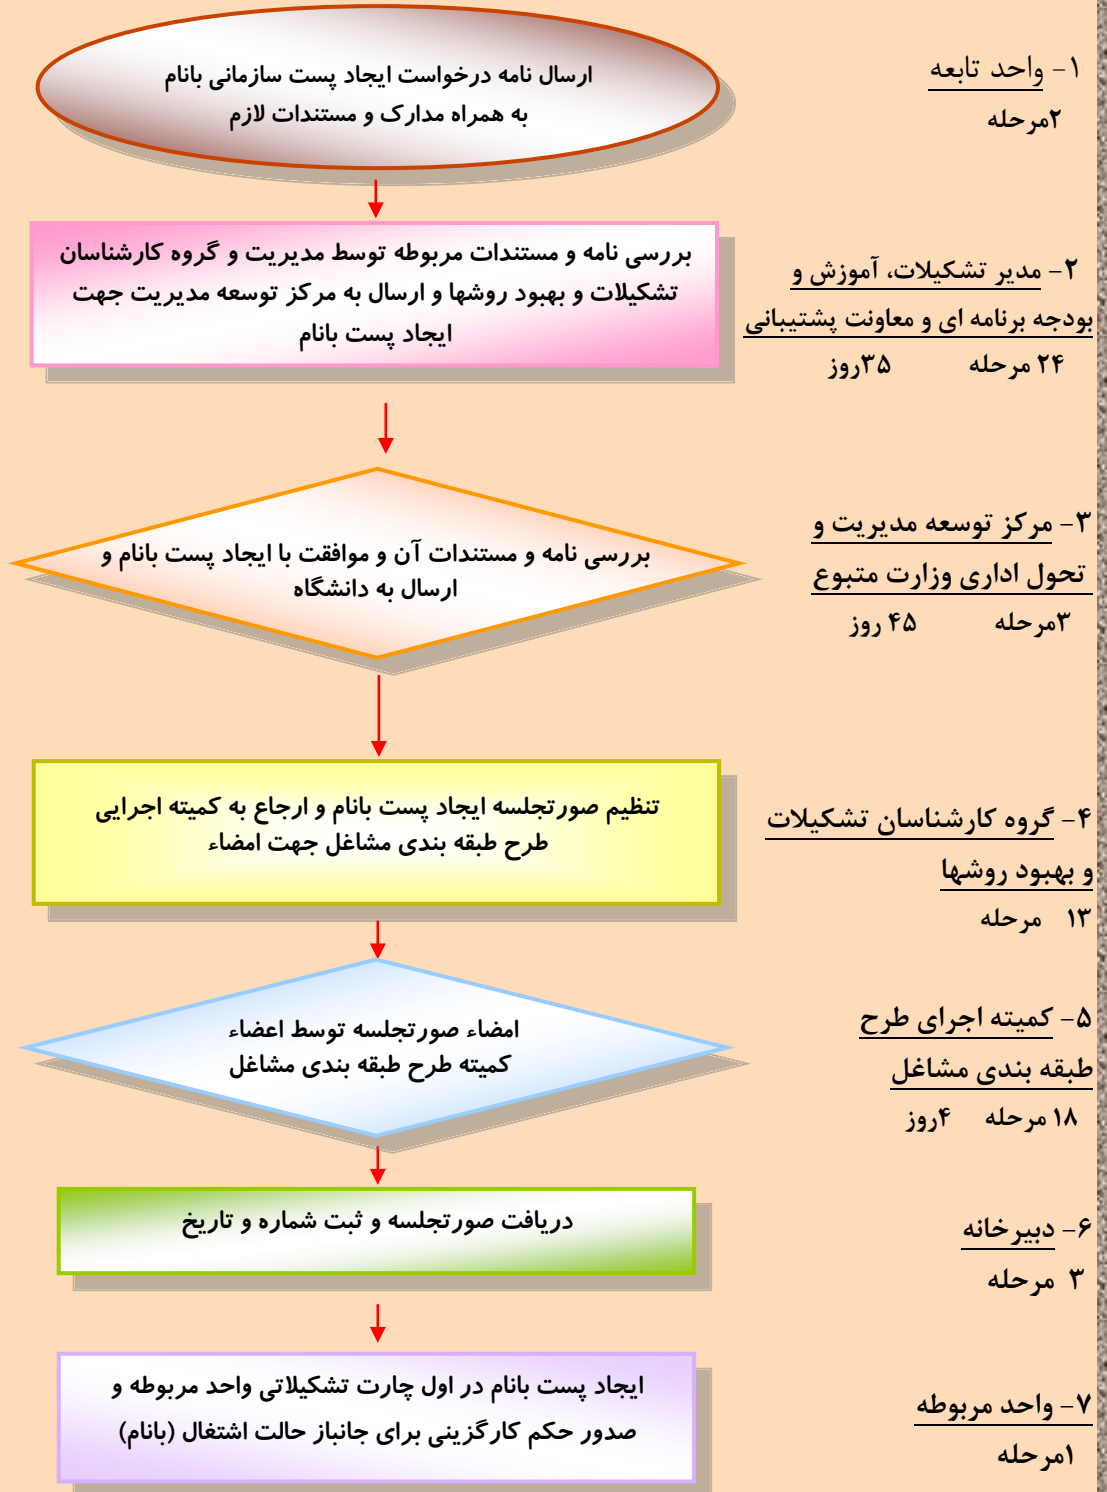 ۱- واحد تابعه
۲مرحله
ارسال نامه درخواست ایجاد پست سازمانی بانام
به همراه مدارک و مستندات لازم
۲- مدیر تشکیلات، آموزش و
بودجه برنامه ای و معاونت پشتیبانی
۲۴ مرحله ۳۵روز
بررسی نامه و مستندات مربوطه توسط مدیریت و گروه کارشناسان
تشکیلات و بهبود روشها و ارسال به مرکز توسعه مدیریت جهت
ایجاد پست بانام
۳- مرکز توسعه مدیریت و
تحول اداری وزارت متبوع
۳مرحله ۴۵ روز
بررسی نامه و مستندات آن و موافقت با ایجاد پست بانام و
ارسال به دانشگاه
۴- گروه کارشناسان تشکیلات
و بهبود روشها
۱۳ مرحله
تنظیم صورتجلسه ایجاد پست بانام و ارجاع به کمیته اجرایی
طرح طبقه بندی مشاغل جهت امضاء
۵- کمیته اجرای طرح
طبقه بندی مشاغل
۱۸ مرحله ۴روز
امضاء صورتجلسه توسط اعضاء
کمیته طرح طبقه بندی مشاغل
۶- دبیرخانه
۳ مرحله
دریافت صورتجلسه و ثبت شماره و تاریخ
۷- واحد مربوطه
۱مرحله
ایجاد پست بانام در اول چارت تشکیلاتی واحد مربوطه و
صدور حکم کارگزینی برای جانباز حالت اشتغال (بانام)